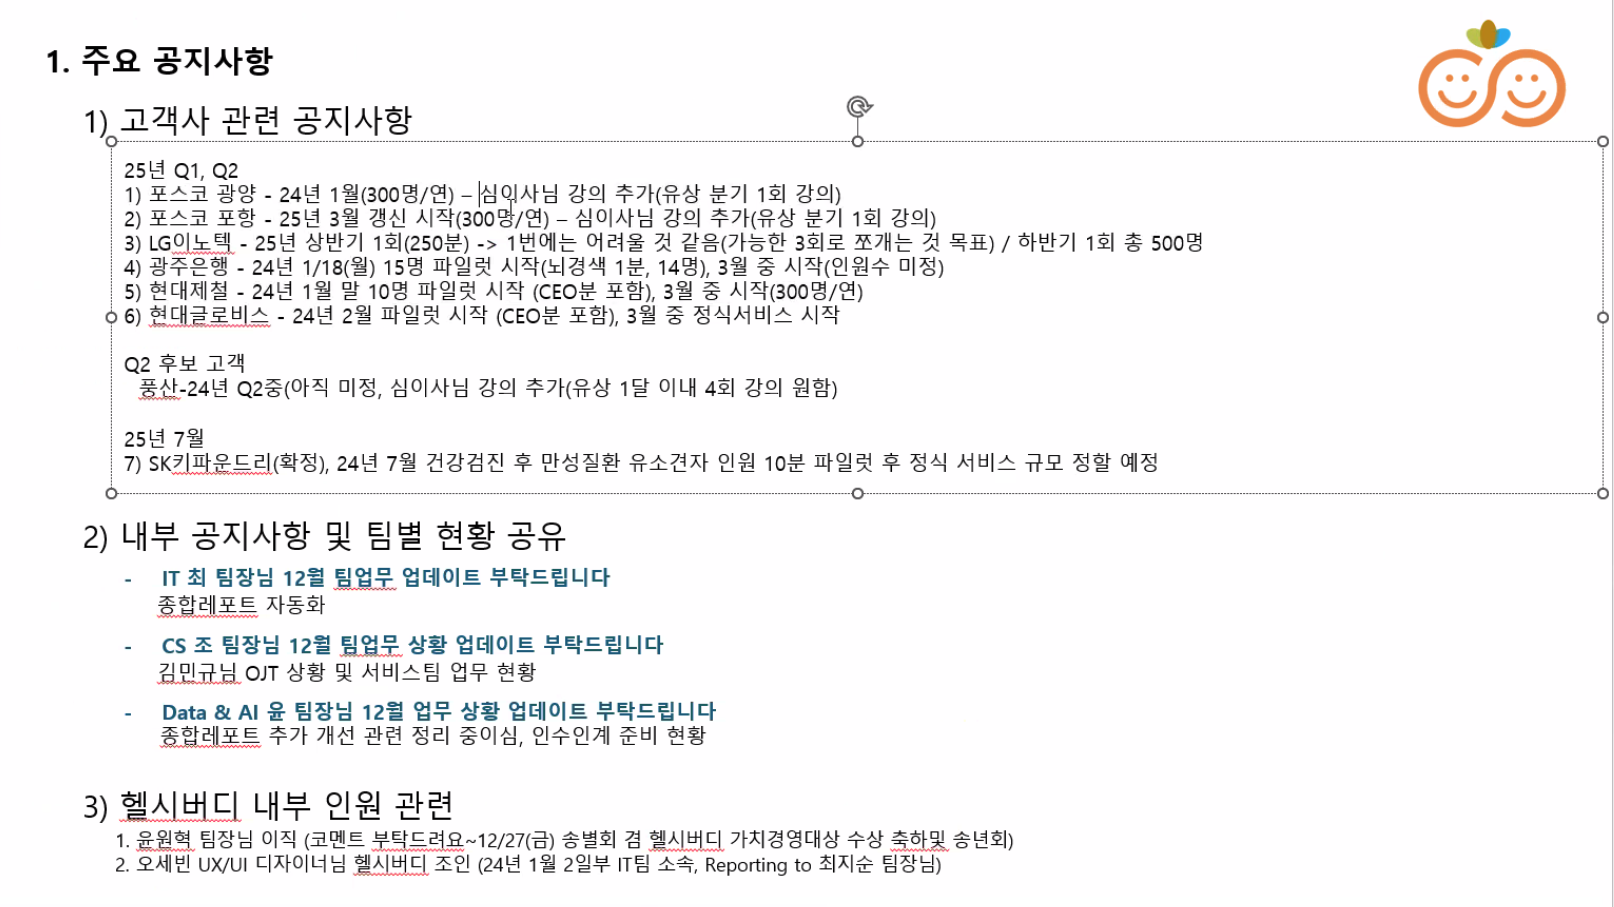 1. 주요 공지사항
1) 고객사 관련 공지사항
25년 Q1, Q2
1) 포스코 광양 - 24년 1월(300명/연) – 심이사님 강의 추가(유상 분기 1회 강의)
2) 포스코 포항 - 25년 3월 갱신 시작(300명/연) – 심이사님 강의 추가(유상 분기 1회 강의)
3) LG이노텍 - 25년 상반기 1회(250분) -> 1번에는 어려울 것 같음(가능한 3회로 쪼개는 것 목표) / 하반기 1회 총 500명
4) 광주은행 - 24년 1/18(월) 15명 파일럿 시작(뇌경색 1분, 14명), 3월 중 시작(인원수 미정)
5) 현대제철 - 24년 1월 말 10명 파일럿 시작 (CEO분 포함), 3월 중 시작(300명/연)
6) 현대글로비스 - 24년 2월 파일럿 시작 (CEO분 포함), 3월 중 정식서비스 시작
Q2 후보 고객
풍산-24년 Q2중(아직 미정, 심이사님 강의 추가(유상 1달 이내 4회 강의 원함)
25년 7월
7) SK키파운드리(확정), 24년 7월 건강검진 후 만성질환 유소견자 인원 10분 파일럿 후 정식 서비스 규모 정할 예정
2) 내부 공지사항 및 팀별 현황 공유
- IT 최 팀장님 12월 팀업무 업데이트 부탁드립니다
종합레포트 자동화
- CS 조 팀장님 12월 팀업무 상황 업데이트 부탁드립니다
김민규님 OJT 상황 및 서비스팀 업무 현황
- Data & AI 윤 팀장님 12월 업무 상황 업데이트 부탁드립니다
종합레포트 추가 개선 관련 정리 중이심, 인수인계 준비 현황
3) 헬시버디 내부 인원 관련
1. 윤원혁 팀장님 이직 (코멘트 부탁드려요~12/27(금) 송별회 겸 헬시버디 가치경영대상 수상 축하및 송년회)
2. 오세빈 UX/UI 디자이너님 헬시버디 조인 (24년 1월 2일부 IT팀 소속, Reporting to 최지순 팀장님)